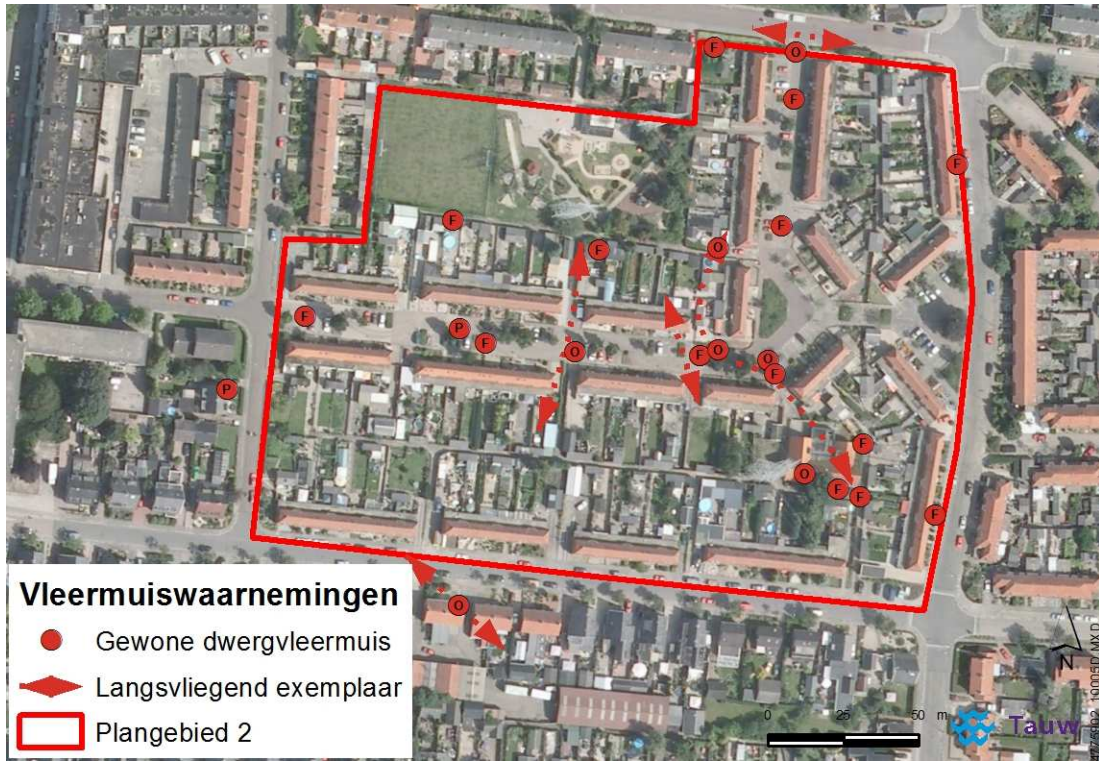 F
O
F
F
F
F
O
F
F
P
F
O
F
O
O
F
P
F
O
F
F
F
O
Vleermuiswaarnemingen
Gewone dwergvleermuis
Langsvliegend exemplaar
Plangebied 2
N
0 25 50 m
Tauw